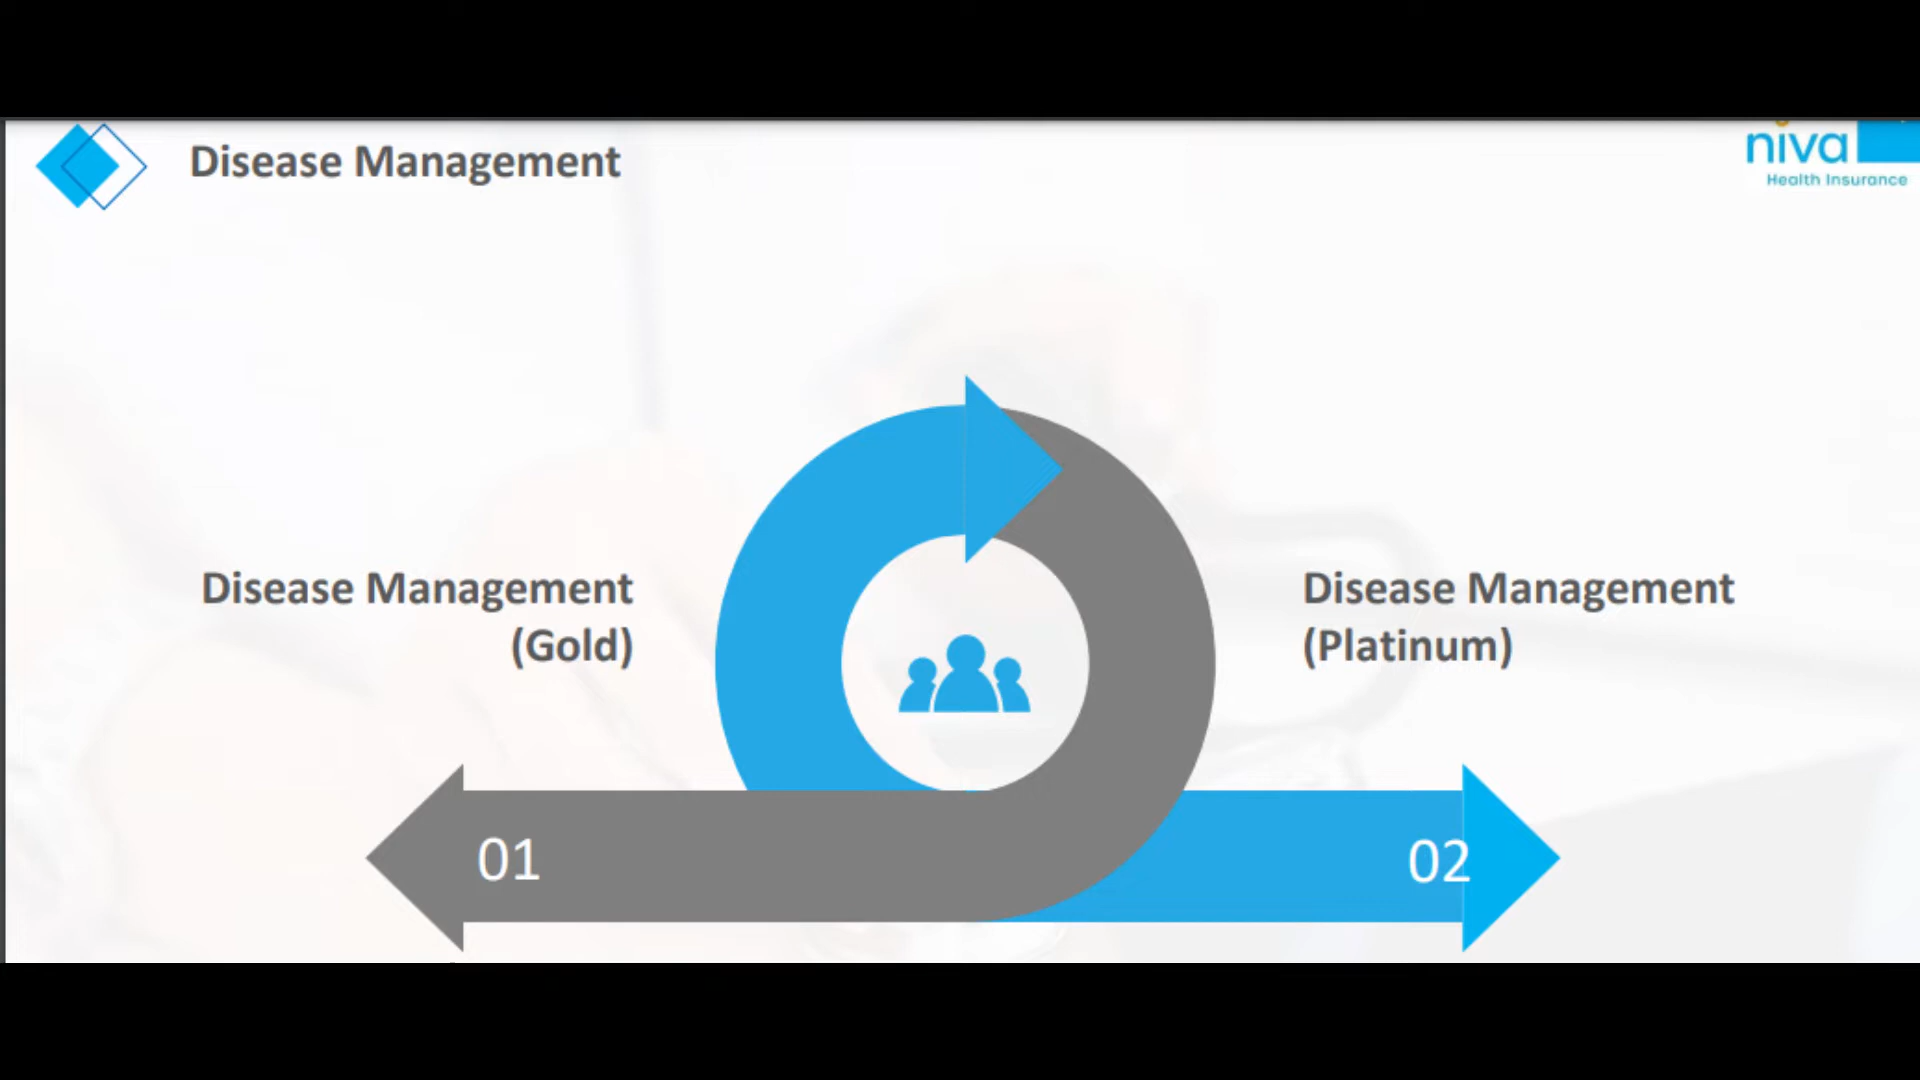 Disease Management
niva
Health Insurance
Disease Management
(Gold)
Disease Management
(Platinum)
01
02